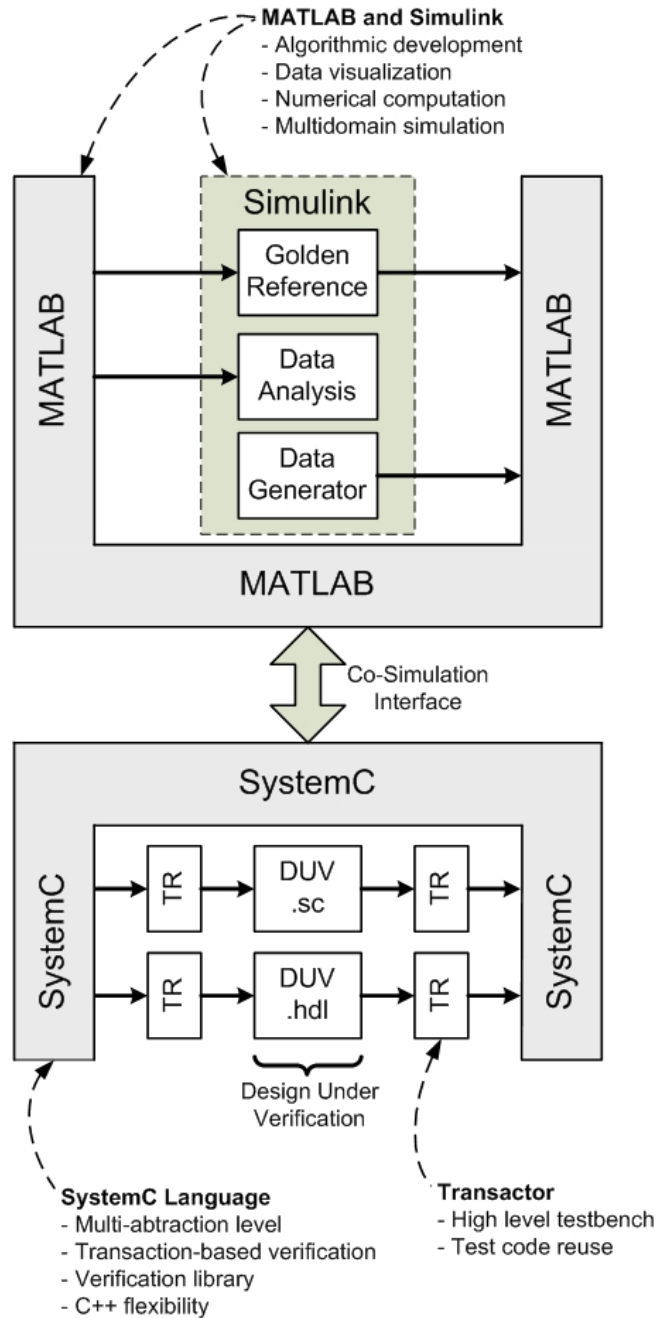 MATLAB and Simulink
- Algorithmic development
- Data visualization
- Numerical computation
- Multidomain simulation
Simulink
Golden
Reference
Data
Analysis
Data
Generator
MATLAB
MATLAB
MATLAB
Co-Simulation
Interface
SystemC
SystemC
TR
DUV
.sc
TR
TR
DUV
.hdl
TR
SystemC
Design Under
Verification
SystemC Language
- Multi-abtraction level
- Transaction-based verification
- Verification library
- C++ flexibility
Transactor
- High level testbench
- Test code reuse